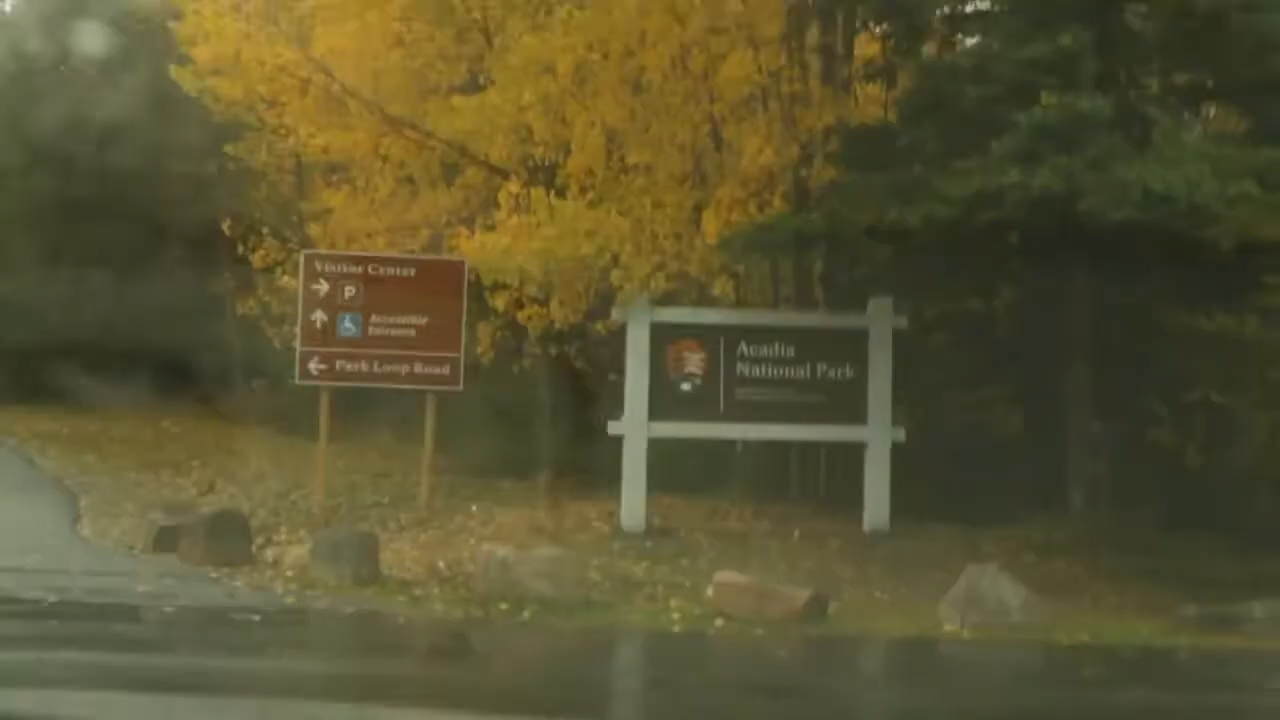 Visitor Center
P
Accessible
Entrance
Park Loop Road
Acadia
National Park